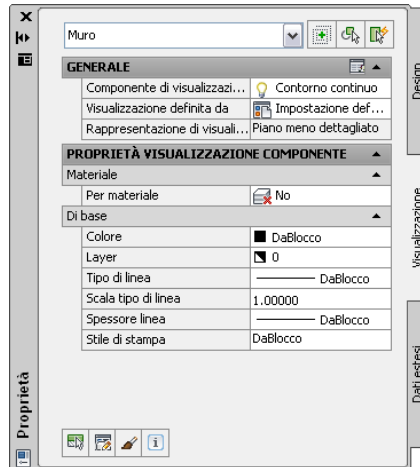 Muro
GENERALE
Componente di visualizzazi... Contorno continuo
Visualizzazione definita da Impostazione def...
Rappresentazione di visuali... Piano meno dettagliato
PROPRIETÀ VISUALIZZAZIONE COMPONENTE
Materiale
Per materiale No
Di base
Colore DaBlocco
Layer 0
Tipo di linea DaBlocco
Scala tipo di linea 1.00000
Spessore linea DaBlocco
Stile di stampa DaBlocco
Proprietà
Design
Visualizzazione
Dati estesi